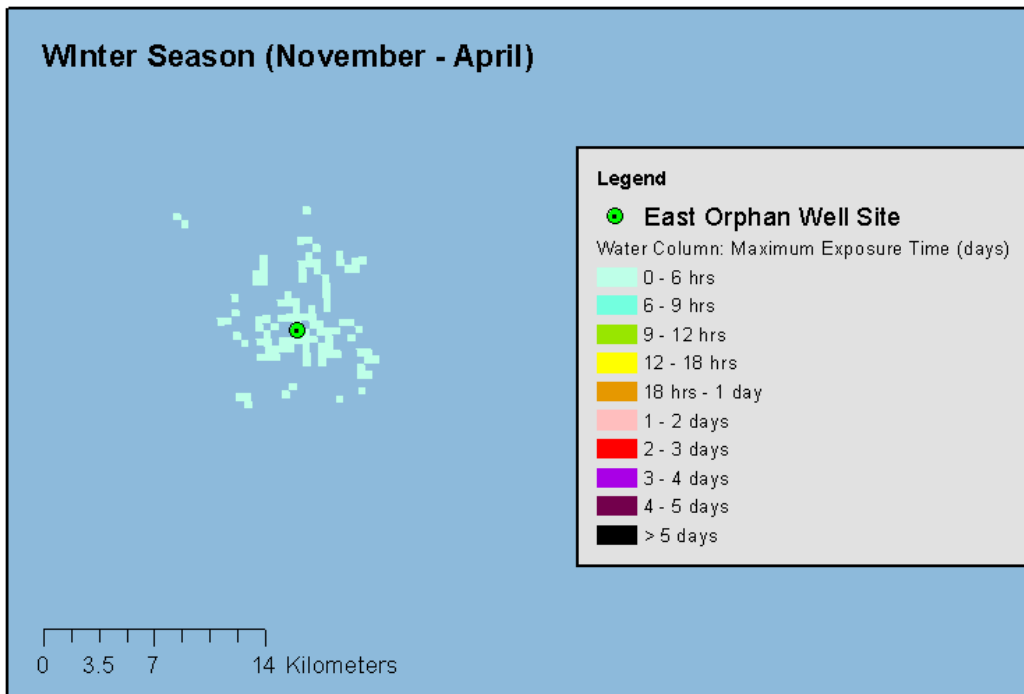 WInter Season (November - April)
Legend
East Orphan Well Site
Water Column: Maximum Exposure Time (days)
0 - 6 hrs
6 - 9 hrs
9 - 12 hrs
12 - 18 hrs
18 hrs - 1 day
1 - 2 days
2 - 3 days
3 - 4 days
4 - 5 days
> 5 days
0 3.5 7 14 Kilometers